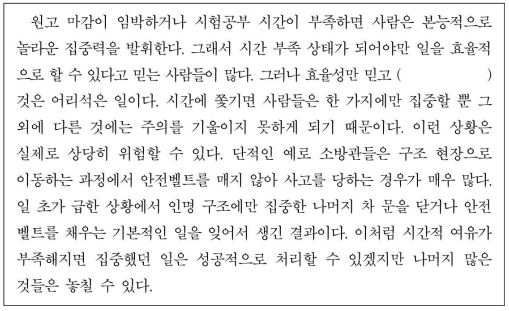 원고 마감이 임박하거나 시험공부 시간이 부족하면 사람은 본능적으로
놀라운 집중력을 발휘한다. 그래서 시간 부족 상태가 되어야만 일을 효율적
으로 할 수 있다고 믿는 사람들이 많다. 그러나 효율성만 믿고 (                    )
것은 어리석은 일이다. 시간에 쫓기면 사람들은 한 가지에만 집중할 뿐 그
외에 다른 것에는 주의를 기울이지 못하게 되기 때문이다. 이런 상황은
실제로 상당히 위험할 수 있다. 단적인 예로 소방관들은 구조 현장으로
이동하는 과정에서 안전벨트를 매지 않아 사고를 당하는 경우가 매우 많다.
일 초가 급한 상황에서 인명 구조에만 집중한 나머지 차 문을 닫거나 안전
벨트를 채우는 기본적인 일을 잊어서 생긴 결과이다. 이처럼 시간적 여유가
부족해지면 집중했던 일은 성공적으로 처리할 수 있겠지만 나머지 많은
것들은 놓칠 수 있다.